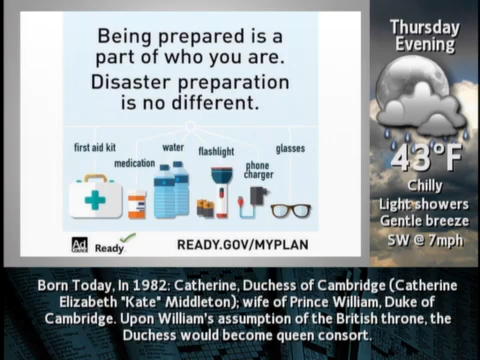 Being prepared is a
part of who you are.
Disaster preparation
is no different.
first aid kit
medication
water
flashlight
phone
charger
glasses
Ad
COUNCIL
Ready
READY.GOV/MYPLAN
Thursday
Evening
43°F
Chilly
Light showers
Gentle breeze
SW @ 7mph
Born Today, In 1982: Catherine, Duchess of Cambridge (Catherine
Elizabeth "Kate" Middleton); wife of Prince William, Duke of
Cambridge. Upon William's assumption of the British throne, the
Duchess would become queen consort.